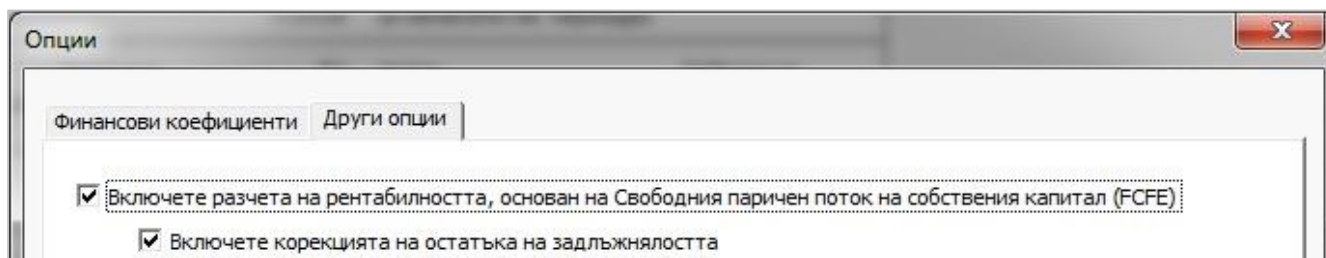 Опции
Финансови коефициенти Други опции
Включете разчета на рентабилността, основан на Свободния паричен поток на собствения капитал (FCFE)
Включете корекцията на остатъка на задлъжнялостта